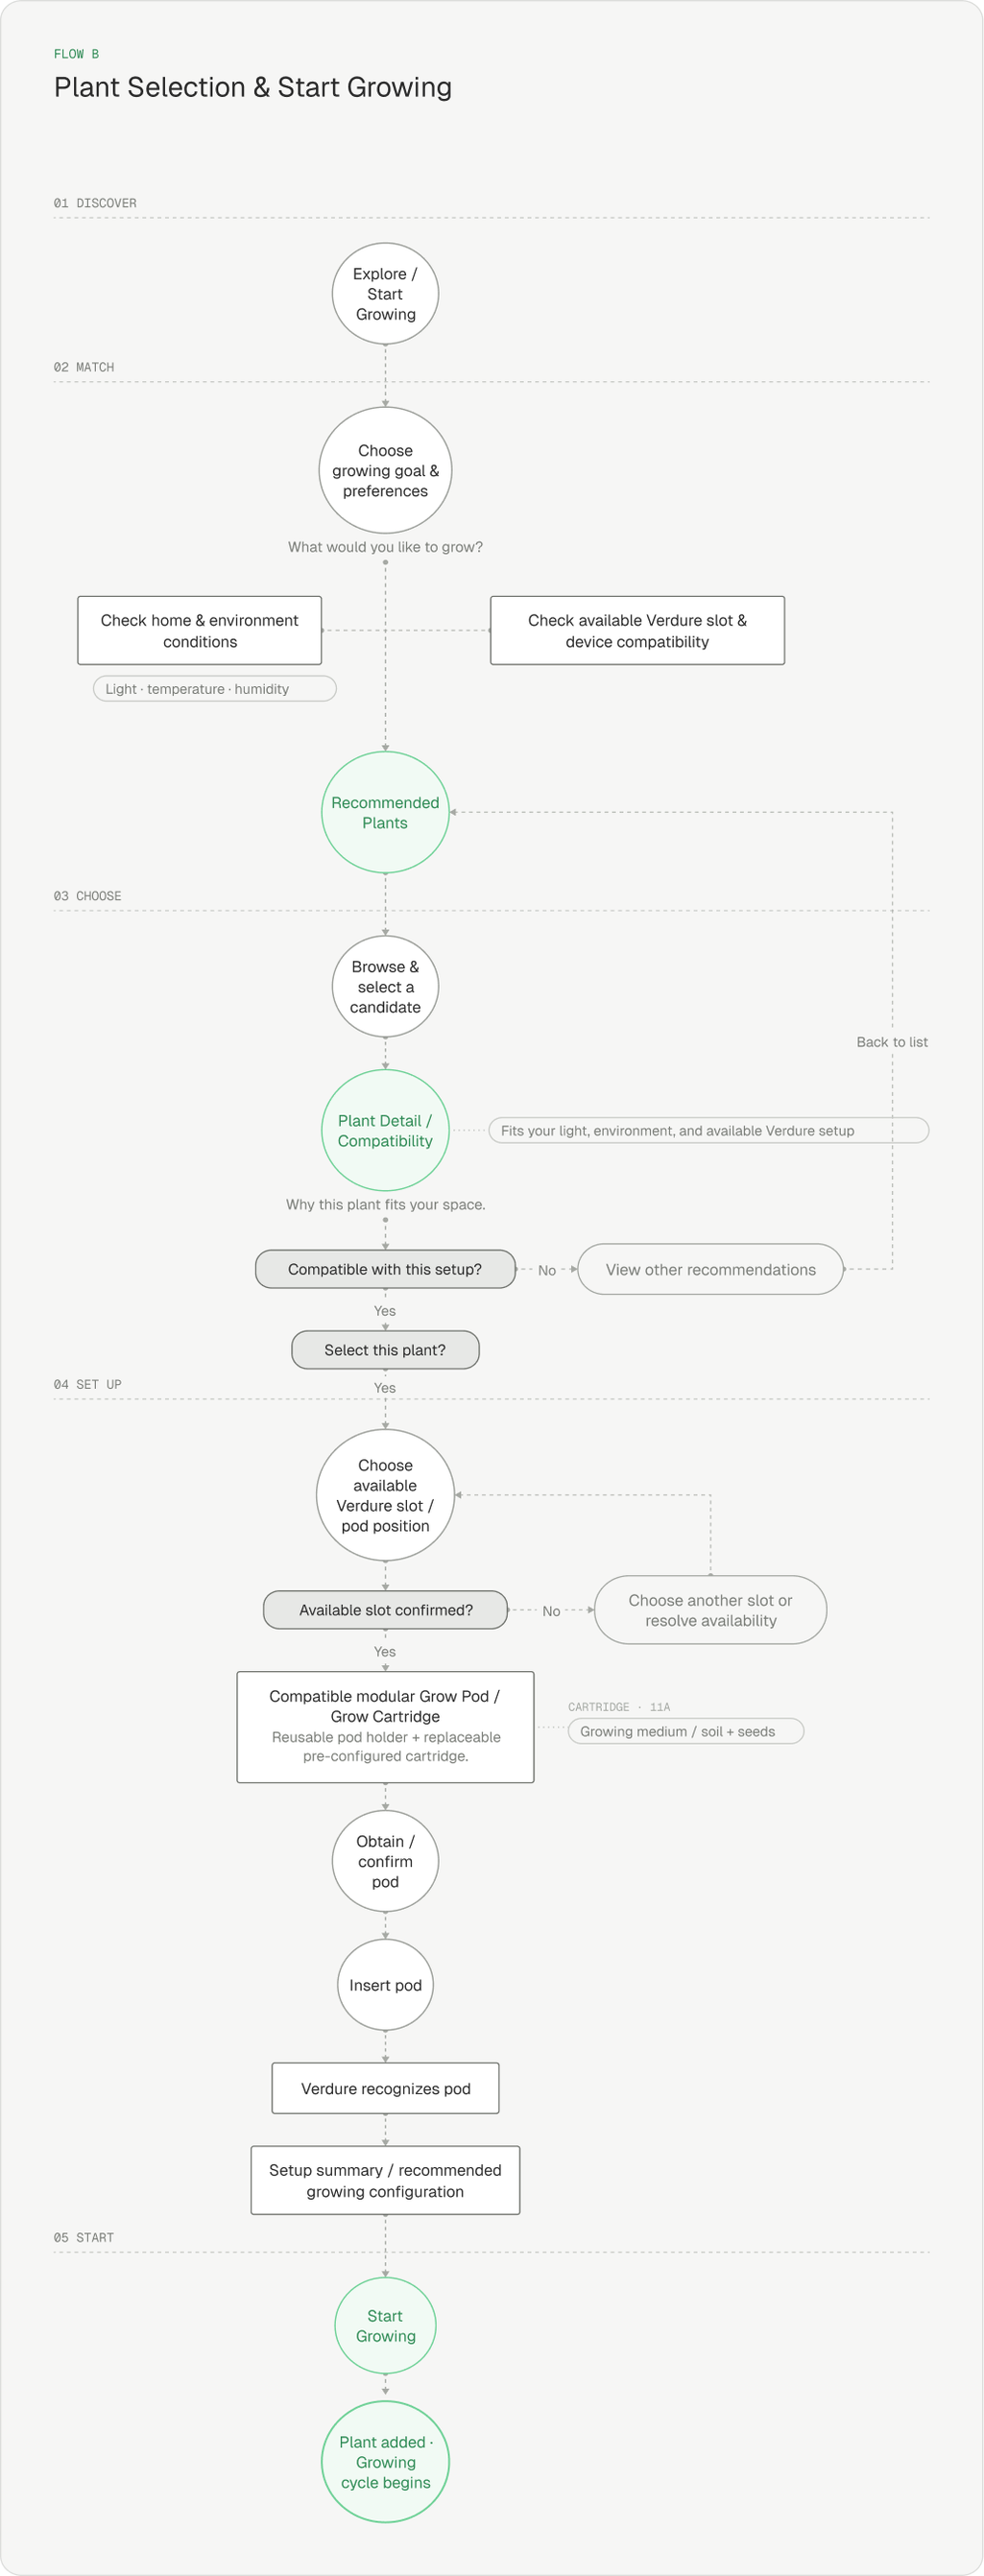 FLOW B
Plant Selection & Start Growing
01 DISCOVER
Explore /
Start
Growing
02 MATCH
Choose
growing goal &
preferences
What would you like to grow?
Check home & environment
conditions
Light · temperature · humidity
Check available Verdure slot &
device compatibility
Recommended
Plants
03 CHOOSE
Browse &
select a
candidate
Back to list
Plant Detail /
Compatibility
Fits your light, environment, and available Verdure setup
Why this plant fits your space.
Compatible with this setup?
No
View other recommendations
Yes
Select this plant?
04 SET UP
Yes
Choose
available
Verdure slot /
pod position
Available slot confirmed?
No
Choose another slot or
resolve availability
Yes
Compatible modular Grow Pod /
Grow Cartridge
Reusable pod holder + replaceable
pre-configured cartridge.
CARTRIDGE · 11A
Growing medium / soil + seeds
Obtain /
confirm
pod
Insert pod
Verdure recognizes pod
Setup summary / recommended
growing configuration
05 START
Start
Growing
Plant added ·
Growing
cycle begins